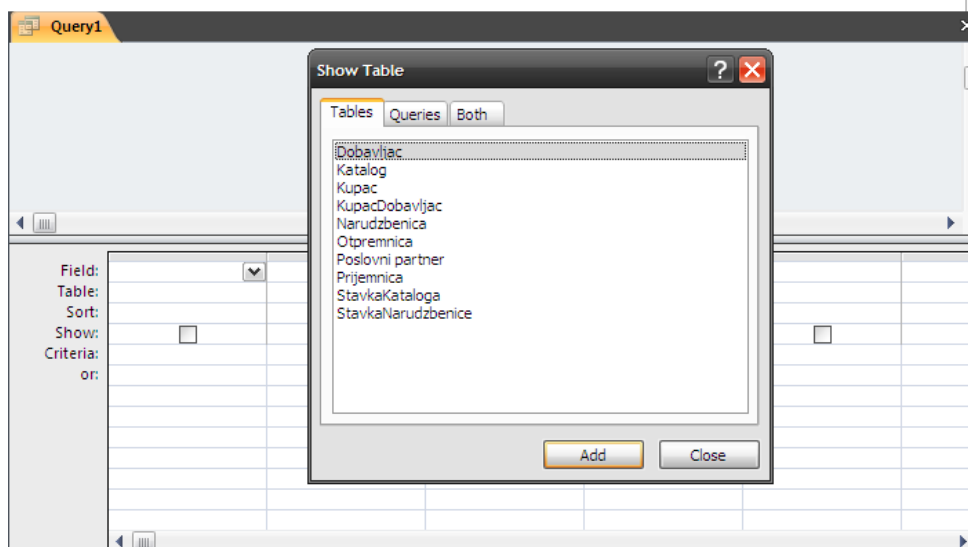 Query1
Show Table
?
Tables Queries Both
Dobavljac
Katalog
Kupac
KupacDobavljac
Narudzbenica
Otpremnica
Poslovni partner
Prijemnica
StavkaKataloga
StavkaNarudzbenice
Add Close
Field:
Table:
Sort:
Show:
Criteria:
or: